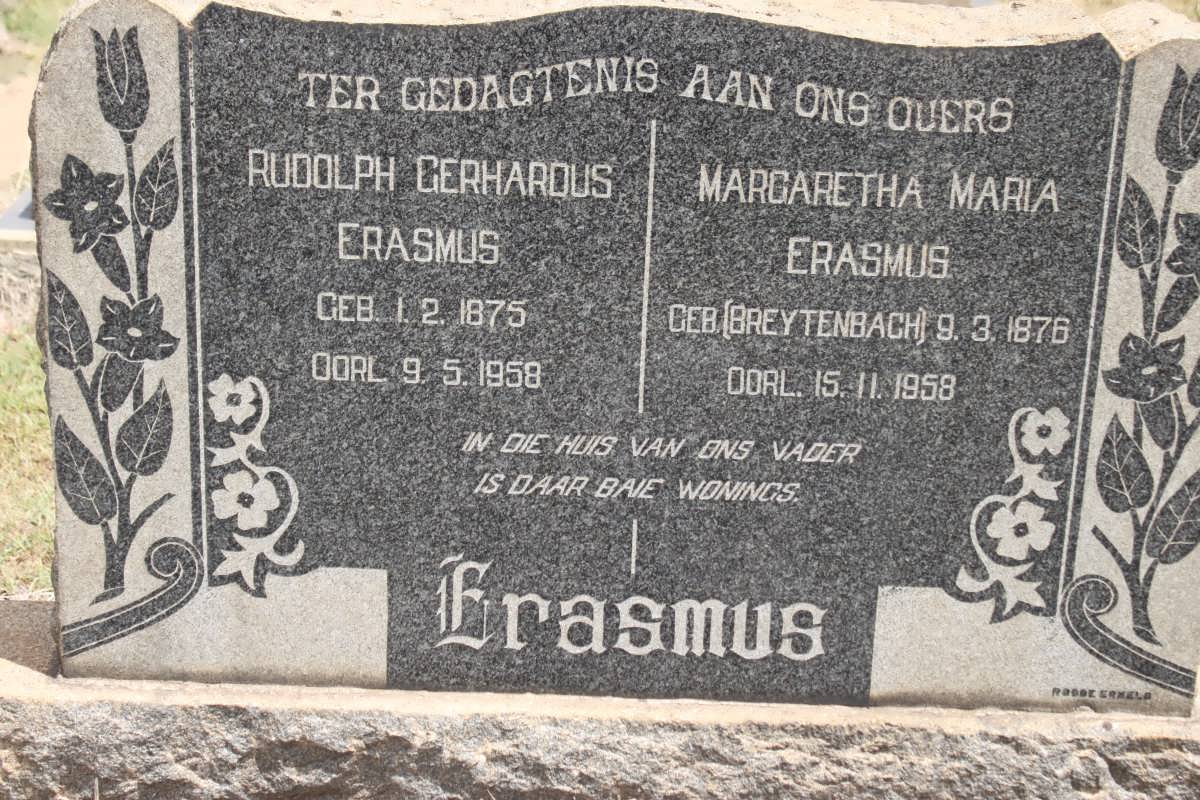 TER GEDAGTENIS AAN ONS OUERS
RUDOLPH GERHARDUS
ERASMUS
GEB. 1. 2. 1875
OORL. 9. 5. 1958
MARGARETHA MARIA
ERASMUS
GEB. (BREYTENBACH) 9. 3. 1876
OORL. 15. 11. 1958
IN DIE HUIS VAN ONS VADER
IS DAAR BAIE WONINGS.
Erasmus
ERMELO